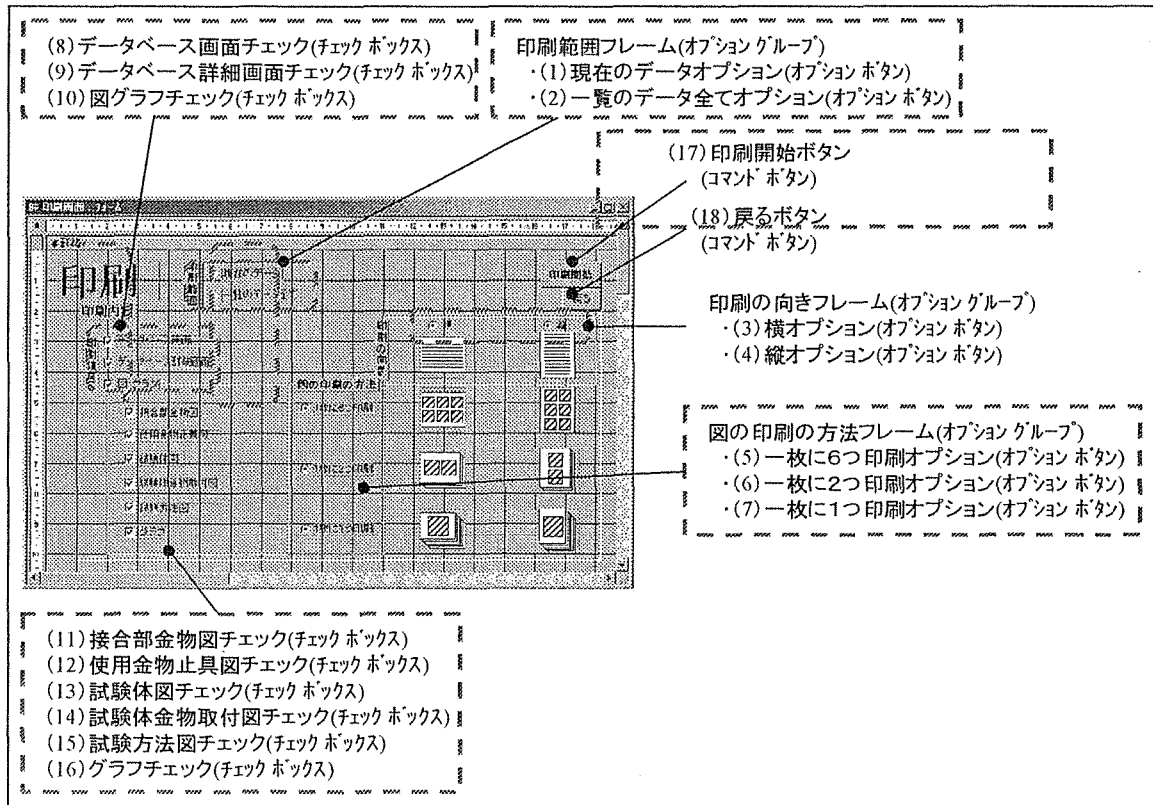 (8)データベース画面チェック(チェック ボックス)
(9)データベース詳細画面チェック(チェック ボックス)
(10)図グラフチェック(チェック ボックス)
印刷範囲フレーム(オプション グループ)
・(1)現在のデータオプション(オプション ボタン)
・(2)一覧のデータ全てオプション(オプション ボタン)
(17)印刷開始ボタン
(コマンド ボタン)
(18)戻るボタン
(コマンド ボタン)
印刷の向きフレーム(オプション グループ)
・(3)横オプション(オプション ボタン)
・(4)縦オプション(オプション ボタン)
図の印刷の方法フレーム(オプション グループ)
・(5)一枚に6つ印刷オプション(オプション ボタン)
・(6)一枚に2つ印刷オプション(オプション ボタン)
・(7)一枚に1つ印刷オプション(オプション ボタン)
印刷
印刷開始
図の印刷の方法
(11)接合部金物図チェック(チェック ボックス)
(12)使用金物止具図チェック(チェック ボックス)
(13)試験体図チェック(チェック ボックス)
(14)試験体金物取付図チェック(チェック ボックス)
(15)試験方法図チェック(チェック ボックス)
(16)グラフチェック(チェック ボックス)